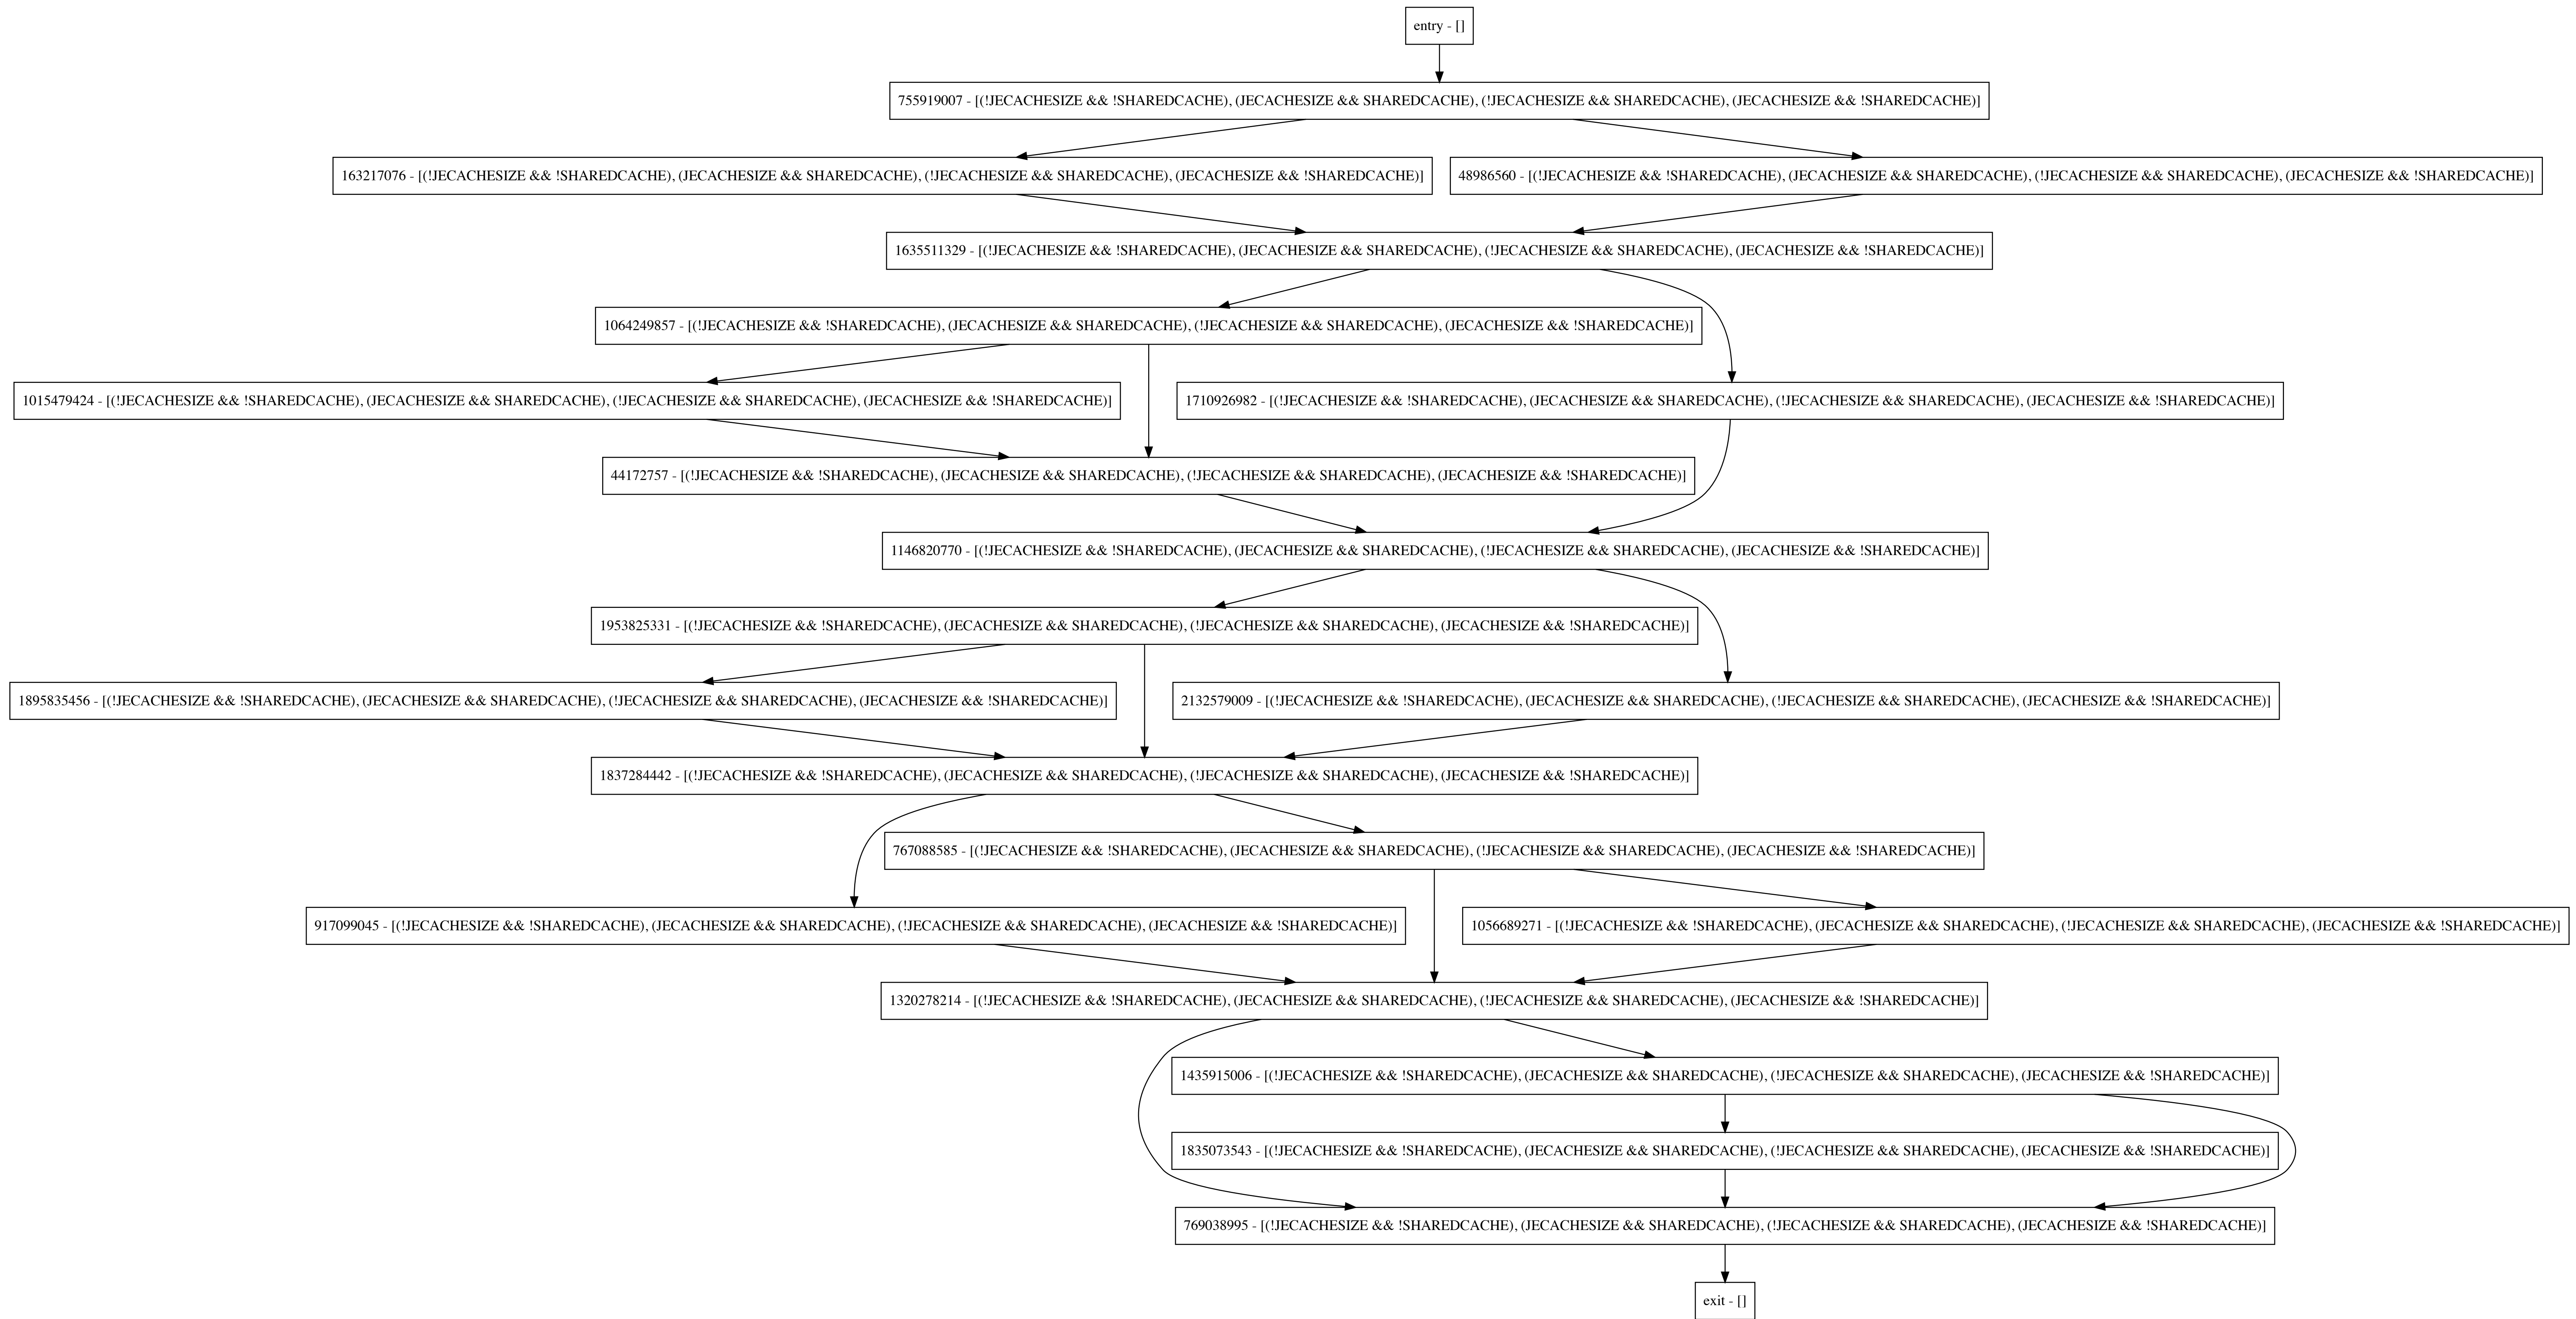 entry - []
755919007 - [(!JECACHESIZE && !SHAREDCACHE), (JECACHESIZE && SHAREDCACHE), (!JECACHESIZE && SHAREDCACHE), (JECACHESIZE && !SHAREDCACHE)]
163217076 - [(!JECACHESIZE && !SHAREDCACHE), (JECACHESIZE && SHAREDCACHE), (!JECACHESIZE && SHAREDCACHE), (JECACHESIZE && !SHAREDCACHE)]
48986560 - [(!JECACHESIZE && !SHAREDCACHE), (JECACHESIZE && SHAREDCACHE), (!JECACHESIZE && SHAREDCACHE), (JECACHESIZE && !SHAREDCACHE)]
1635511329 - [(!JECACHESIZE && !SHAREDCACHE), (JECACHESIZE && SHAREDCACHE), (!JECACHESIZE && SHAREDCACHE), (JECACHESIZE && !SHAREDCACHE)]
1064249857 - [(!JECACHESIZE && !SHAREDCACHE), (JECACHESIZE && SHAREDCACHE), (!JECACHESIZE && SHAREDCACHE), (JECACHESIZE && !SHAREDCACHE)]
1015479424 - [(!JECACHESIZE && !SHAREDCACHE), (JECACHESIZE && SHAREDCACHE), (!JECACHESIZE && SHAREDCACHE), (JECACHESIZE && !SHAREDCACHE)]
1710926982 - [(!JECACHESIZE && !SHAREDCACHE), (JECACHESIZE && SHAREDCACHE), (!JECACHESIZE && SHAREDCACHE), (JECACHESIZE && !SHAREDCACHE)]
44172757 - [(!JECACHESIZE && !SHAREDCACHE), (JECACHESIZE && SHAREDCACHE), (!JECACHESIZE && SHAREDCACHE), (JECACHESIZE && !SHAREDCACHE)]
1146820770 - [(!JECACHESIZE && !SHAREDCACHE), (JECACHESIZE && SHAREDCACHE), (!JECACHESIZE && SHAREDCACHE), (JECACHESIZE && !SHAREDCACHE)]
1953825331 - [(!JECACHESIZE && !SHAREDCACHE), (JECACHESIZE && SHAREDCACHE), (!JECACHESIZE && SHAREDCACHE), (JECACHESIZE && !SHAREDCACHE)]
1895835456 - [(!JECACHESIZE && !SHAREDCACHE), (JECACHESIZE && SHAREDCACHE), (!JECACHESIZE && SHAREDCACHE), (JECACHESIZE && !SHAREDCACHE)]
2132579009 - [(!JECACHESIZE && !SHAREDCACHE), (JECACHESIZE && SHAREDCACHE), (!JECACHESIZE && SHAREDCACHE), (JECACHESIZE && !SHAREDCACHE)]
1837284442 - [(!JECACHESIZE && !SHAREDCACHE), (JECACHESIZE && SHAREDCACHE), (!JECACHESIZE && SHAREDCACHE), (JECACHESIZE && !SHAREDCACHE)]
767088585 - [(!JECACHESIZE && !SHAREDCACHE), (JECACHESIZE && SHAREDCACHE), (!JECACHESIZE && SHAREDCACHE), (JECACHESIZE && !SHAREDCACHE)]
917099045 - [(!JECACHESIZE && !SHAREDCACHE), (JECACHESIZE && SHAREDCACHE), (!JECACHESIZE && SHAREDCACHE), (JECACHESIZE && !SHAREDCACHE)]
1056689271 - [(!JECACHESIZE && !SHAREDCACHE), (JECACHESIZE && SHAREDCACHE), (!JECACHESIZE && SHAREDCACHE), (JECACHESIZE && !SHAREDCACHE)]
1320278214 - [(!JECACHESIZE && !SHAREDCACHE), (JECACHESIZE && SHAREDCACHE), (!JECACHESIZE && SHAREDCACHE), (JECACHESIZE && !SHAREDCACHE)]
1435915006 - [(!JECACHESIZE && !SHAREDCACHE), (JECACHESIZE && SHAREDCACHE), (!JECACHESIZE && SHAREDCACHE), (JECACHESIZE && !SHAREDCACHE)]
1835073543 - [(!JECACHESIZE && !SHAREDCACHE), (JECACHESIZE && SHAREDCACHE), (!JECACHESIZE && SHAREDCACHE), (JECACHESIZE && !SHAREDCACHE)]
769038995 - [(!JECACHESIZE && !SHAREDCACHE), (JECACHESIZE && SHAREDCACHE), (!JECACHESIZE && SHAREDCACHE), (JECACHESIZE && !SHAREDCACHE)]
exit - []